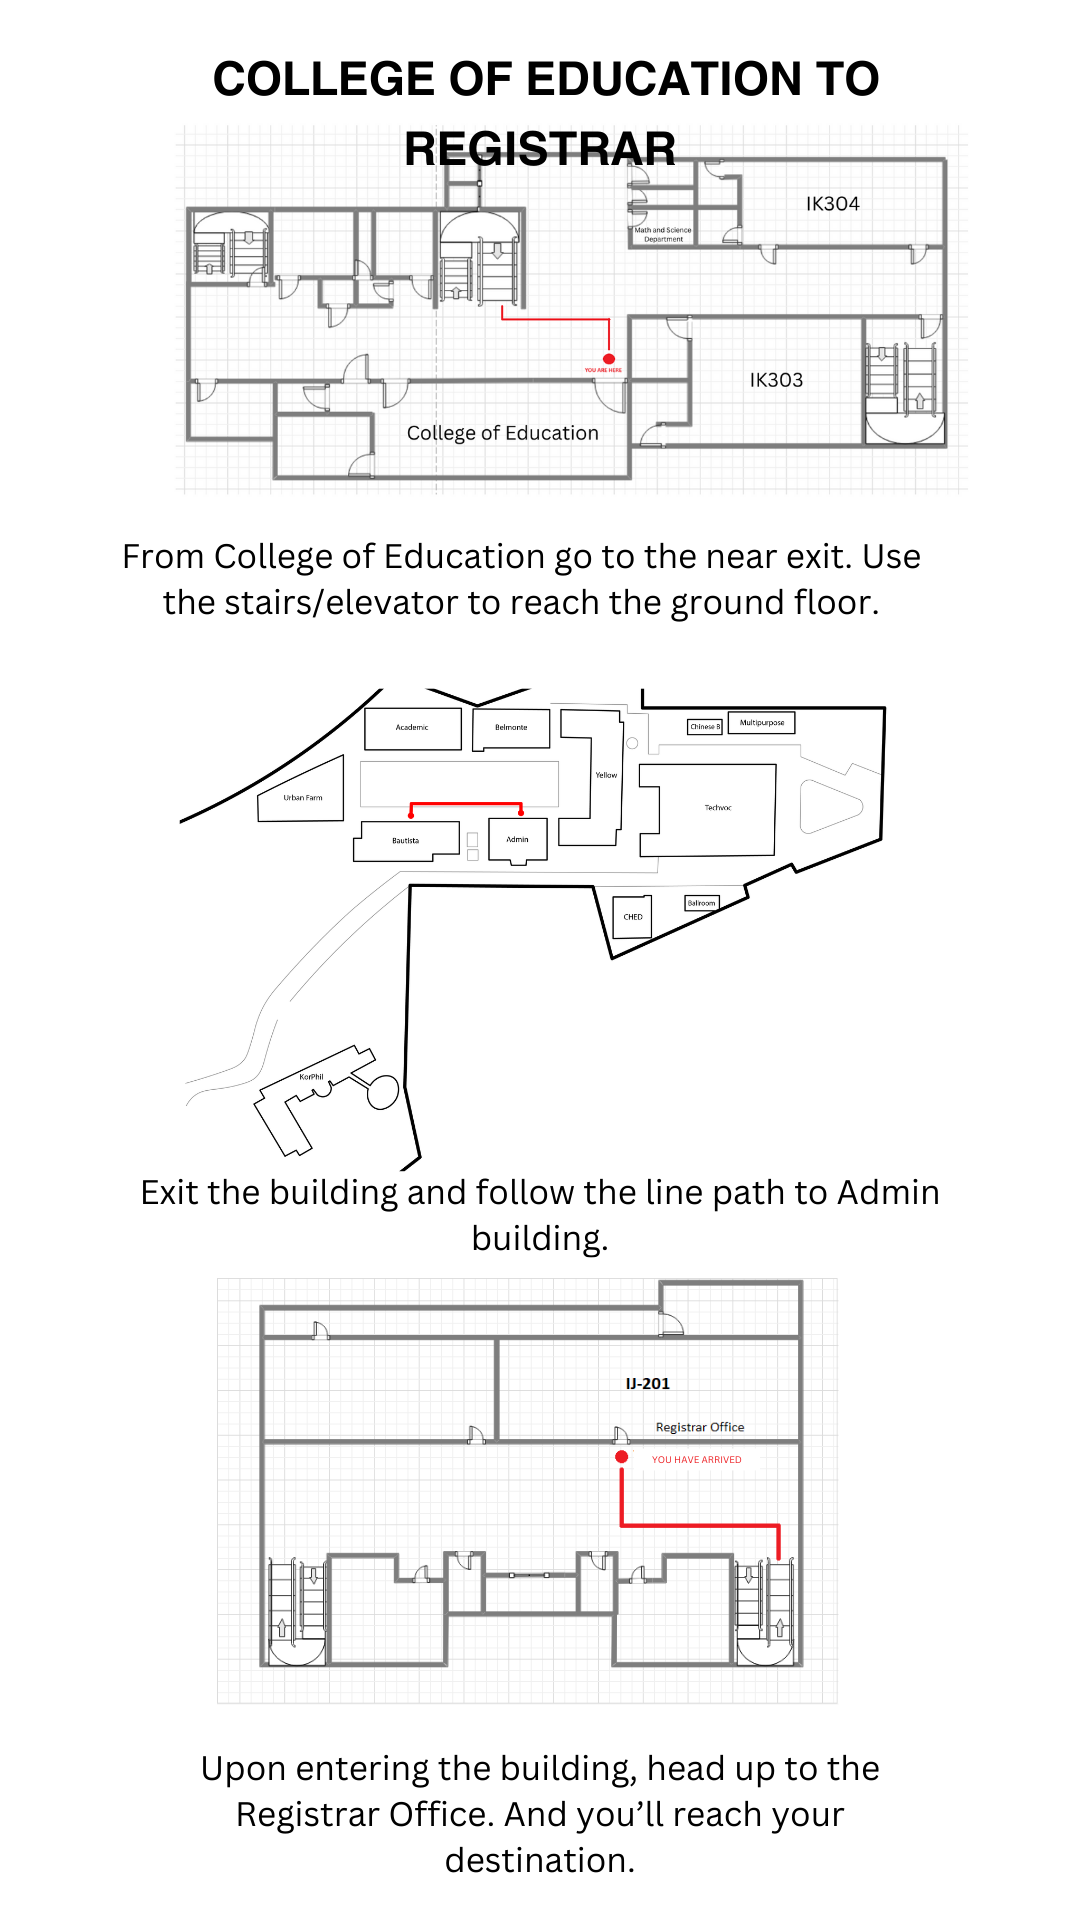 COLLEGE OF EDUCATION TO
REGISTRAR
IK304
Math and Science
Department
YOU ARE HERE
IK303
College of Education
From College of Education go to the near exit. Use
the stairs/elevator to reach the ground floor.
Academic
Belmonte
Chinese B
Multipurpose
Yellow
Urban Farm
Techvoc
Bautista
Admin
CHED
Ballroom
KorPhil
Exit the building and follow the line path to Admin
building.
IJ-201
Registrar Office
YOU HAVE ARRIVED
Upon entering the building, head up to the
Registrar Office. And you’ll reach your
destination.